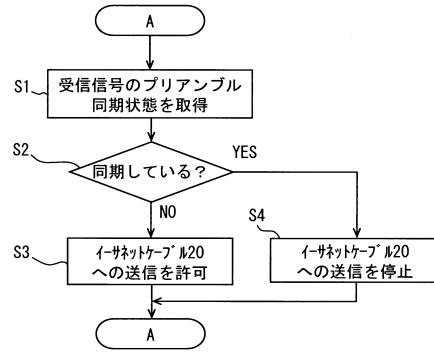 A
S1
受信信号のプリアンブル
同期状態を取得
S2
同期している?
YES
NO
S3
ｲｰｻﾈｯﾄｹｰﾌﾞﾙ20
への送信を許可
S4
ｲｰｻﾈｯﾄｹｰﾌﾞﾙ20
への送信を停止
A